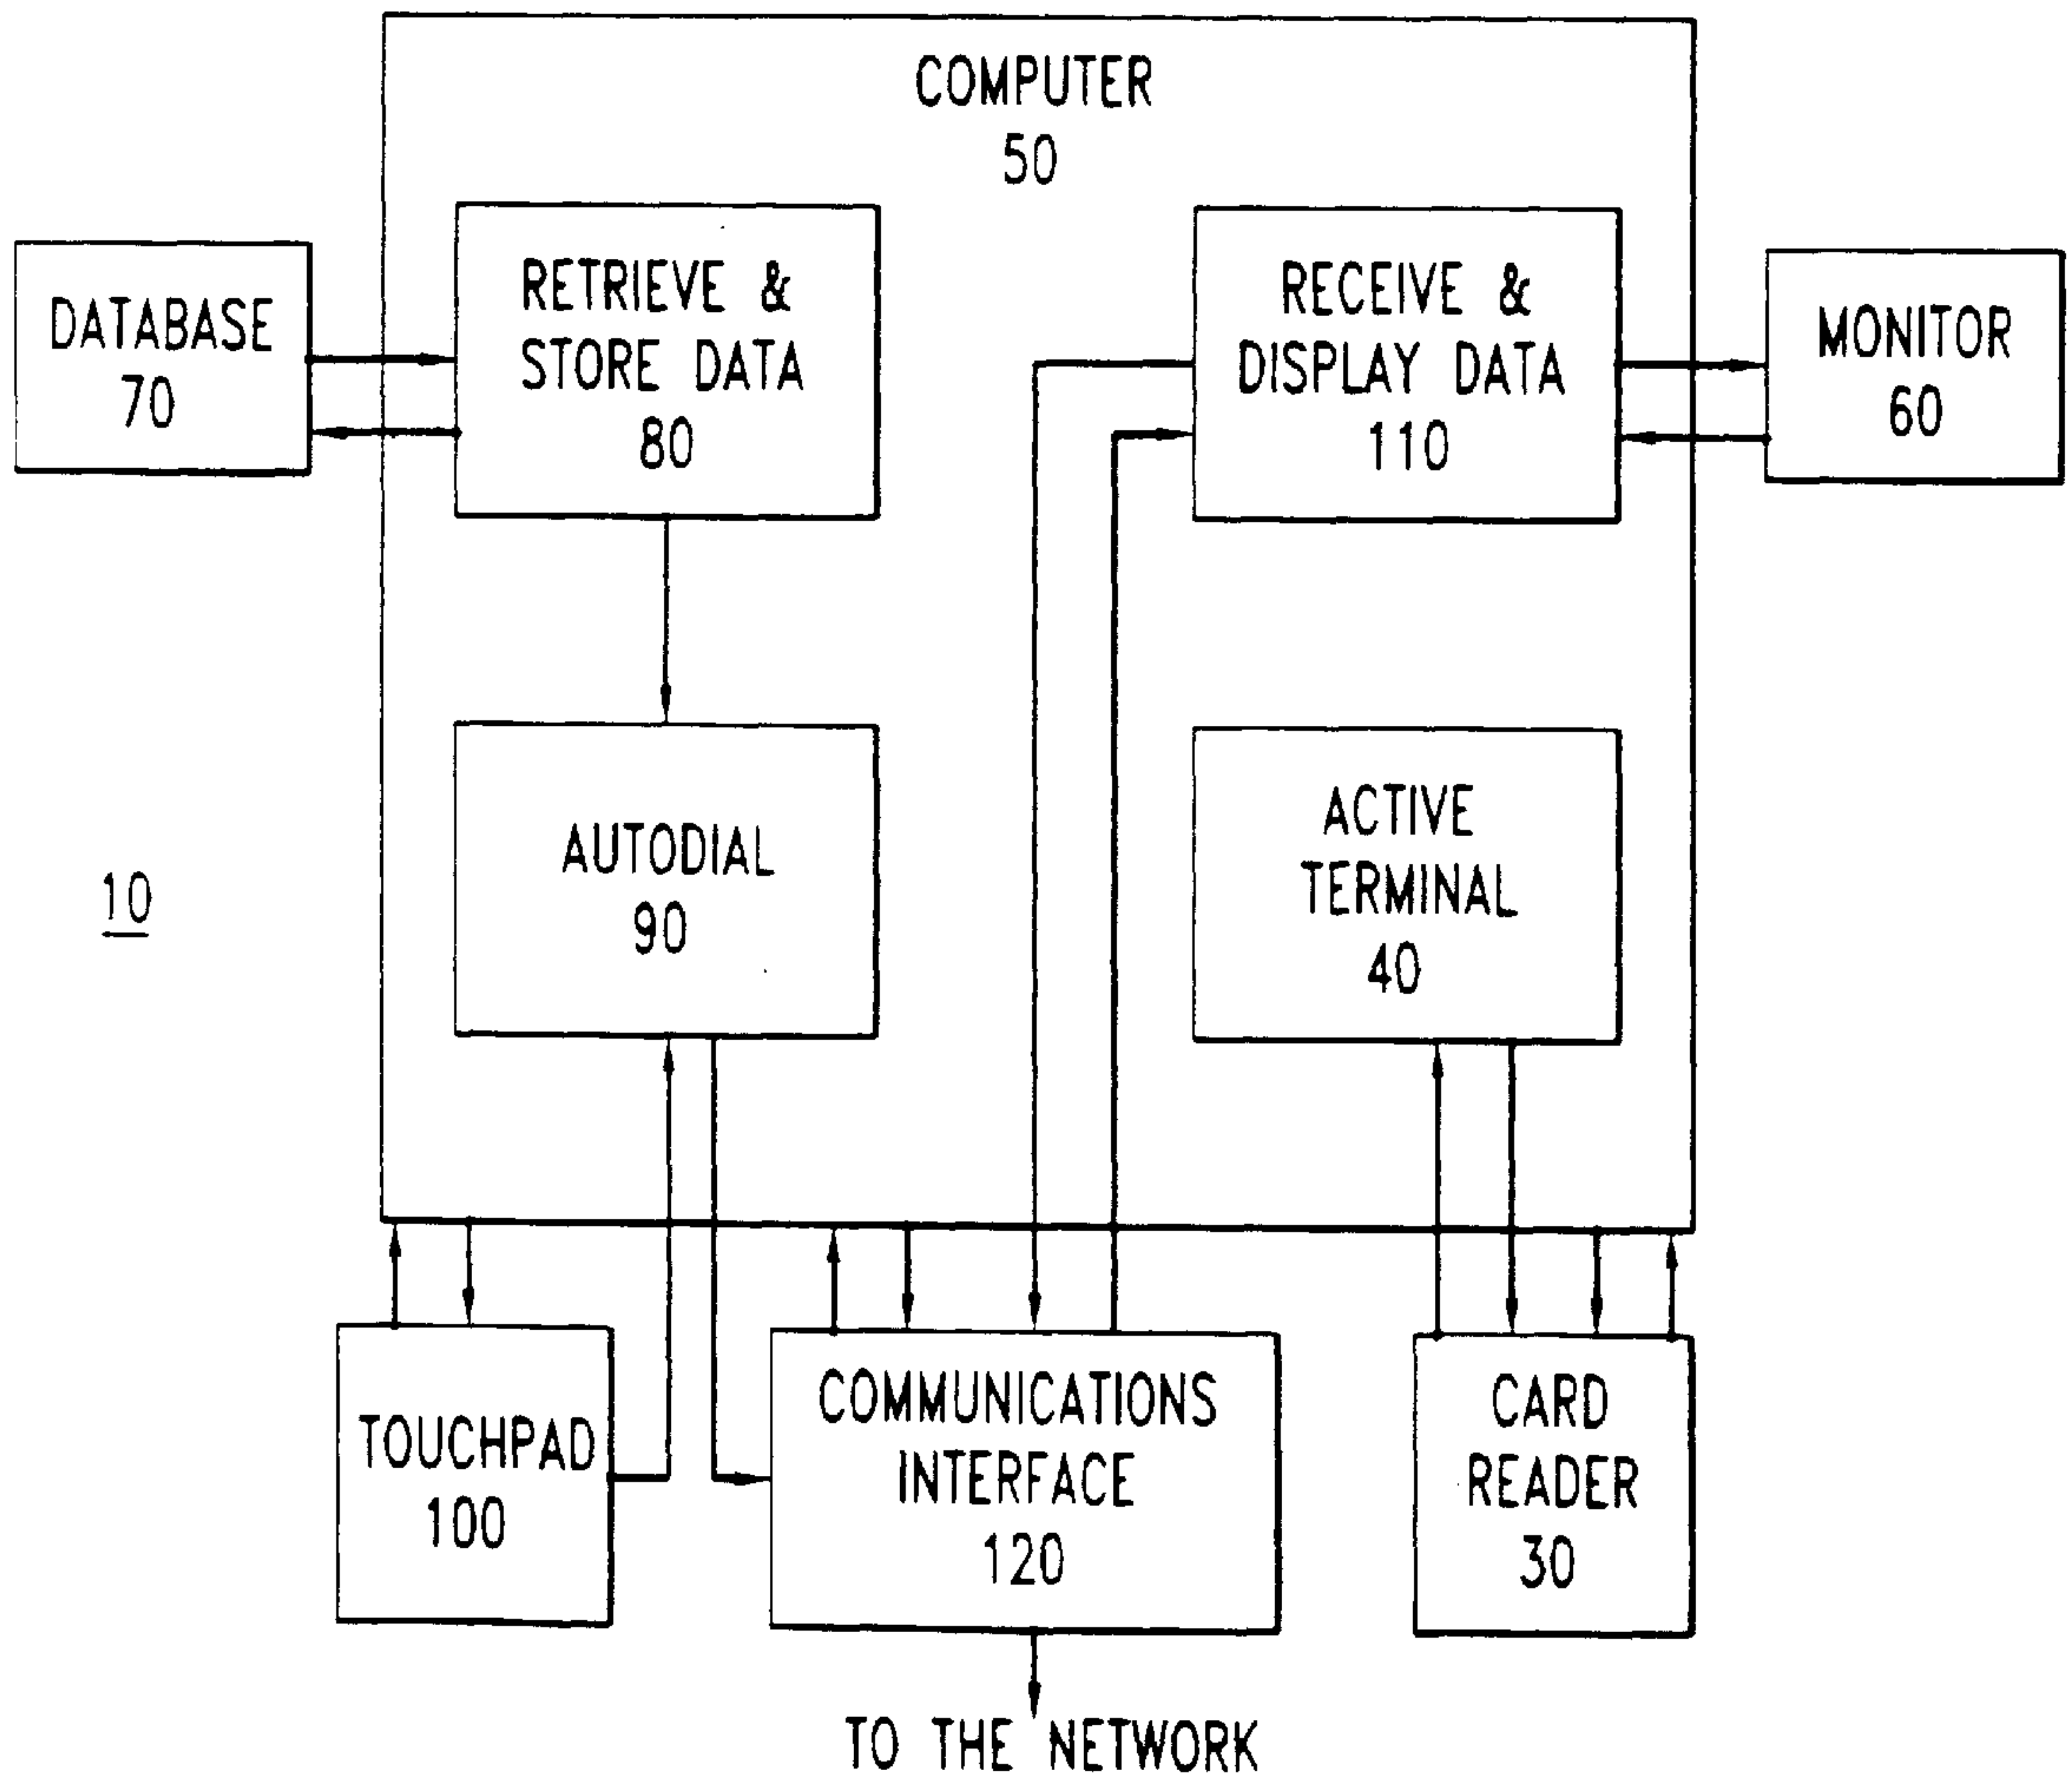 COMPUTER
50
DATABASE
70
RETRIEVE &
STORE DATA
80
RECEIVE &
DISPLAY DATA
110
MONITOR
60
10
AUTODIAL
90
ACTIVE
TERMINAL
40
TOUCHPAD
100
COMMUNICATIONS
INTERFACE
120
CARD
READER
30
TO THE NETWORK